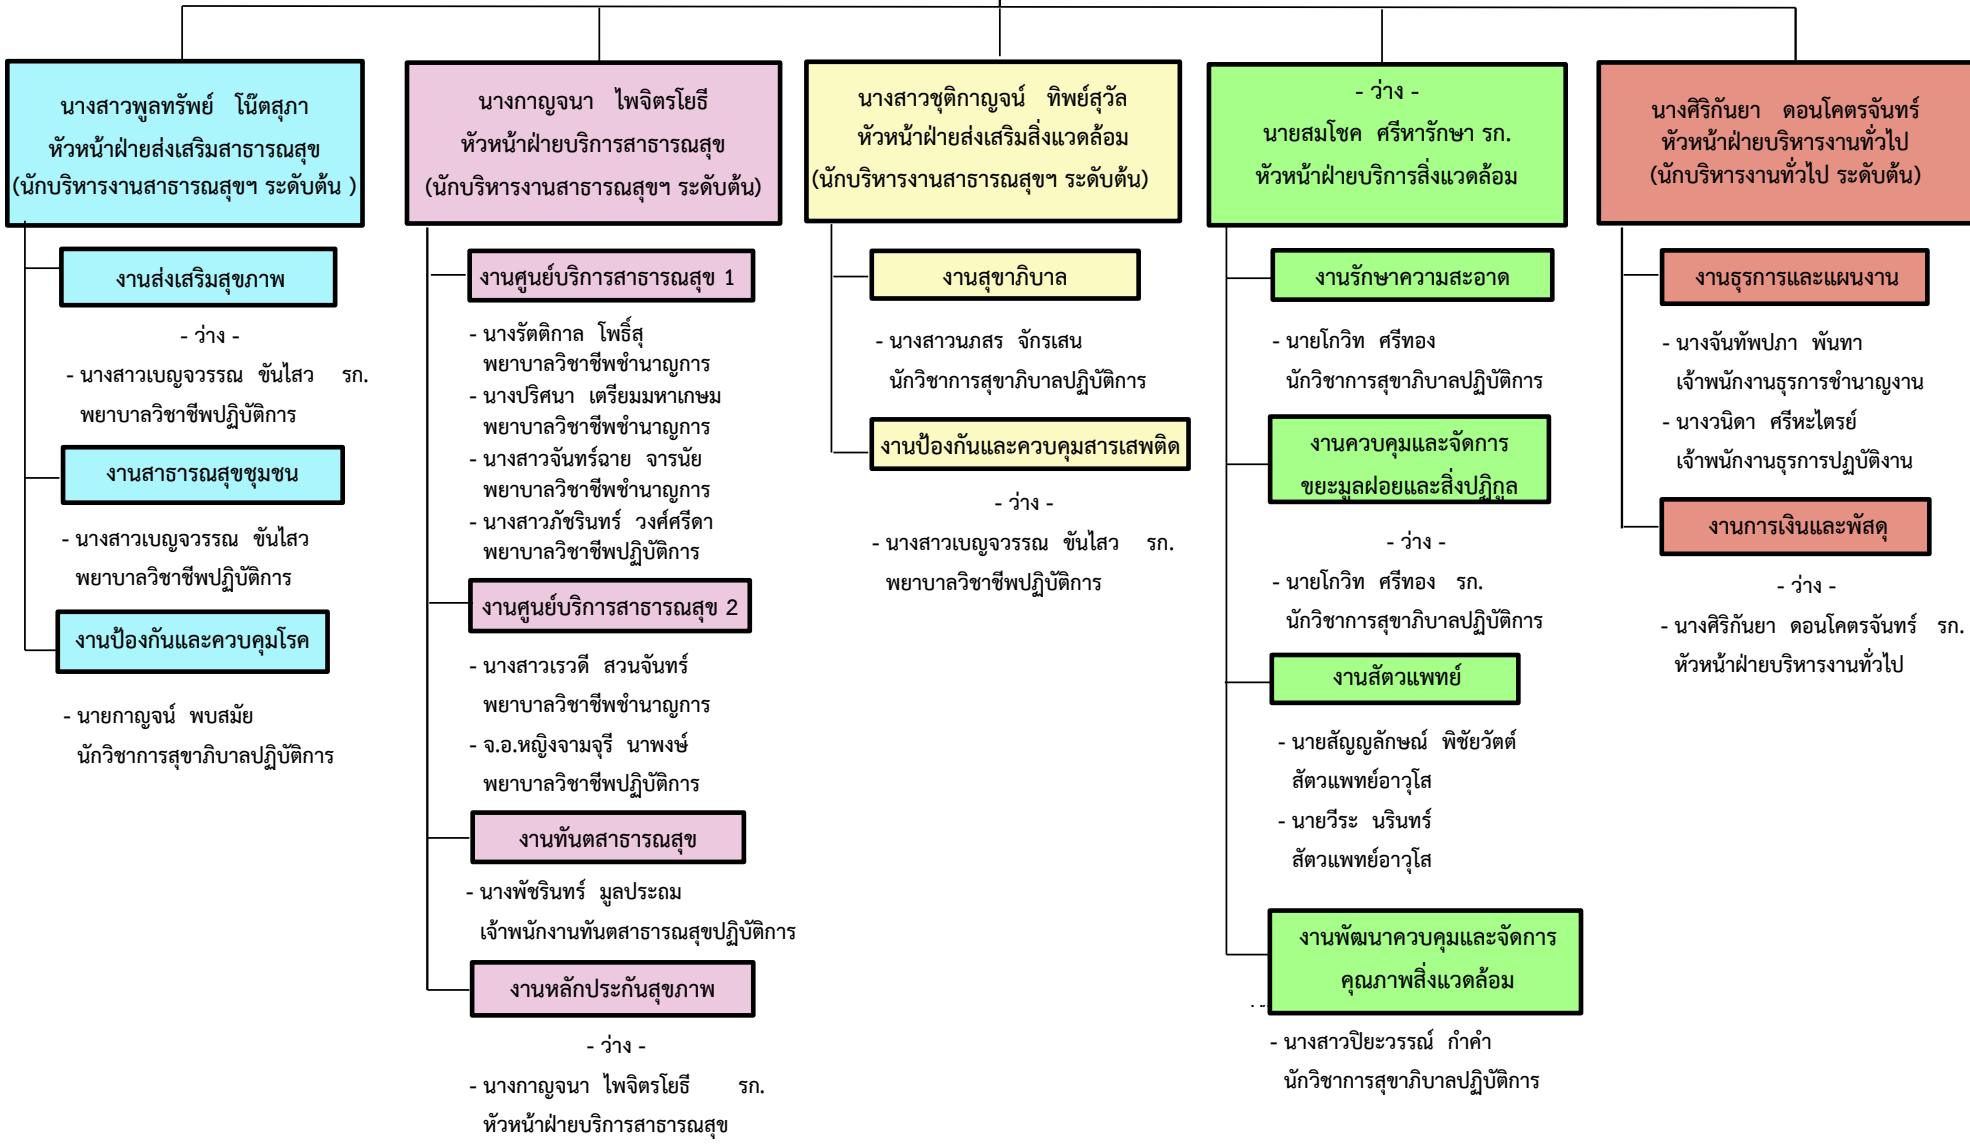 นางสาวพูลทรัพย์ โน๊ตสุภา
หัวหน้าฝ่ายส่งเสริมสาธารณสุข
(นักบริหารงานสาธารณสุขฯ ระดับต้น )
งานส่งเสริมสุขภาพ
- ว่าง -
- นางสาวเบญจวรรณ ขันไสว รก.
พยาบาลวิชาชีพปฏิบัติการ
งานสาธารณสุขชุมชน
- นางสาวเบญจวรรณ ขันไสว
พยาบาลวิชาชีพปฏิบัติการ
งานป้องกันและควบคุมโรค
- นายกาญจน์ พบสมัย
นักวิชาการสุขาภิบาลปฏิบัติการ
นางกาญจนา ไพจิตรโยธี
หัวหน้าฝ่ายบริการสาธารณสุข
(นักบริหารงานสาธารณสุขฯ ระดับต้น)
งานศูนย์บริการสาธารณสุข 1
- นางรัตติกาล โพธิ์สุ
พยาบาลวิชาชีพชำนาญการ
- นางปริศนา เตรียมมหาเกษม
พยาบาลวิชาชีพชำนาญการ
- นางสาวจันทร์ฉาย จารนัย
พยาบาลวิชาชีพชำนาญการ
- นางสาวภัชรินทร์ วงศ์ศรีดา
พยาบาลวิชาชีพปฏิบัติการ
งานศูนย์บริการสาธารณสุข 2
- นางสาวเรวดี สวนจันทร์
พยาบาลวิชาชีพชำนาญการ
- จ.อ.หญิงจามจุรี นาพงษ์
พยาบาลวิชาชีพปฏิบัติการ
งานทันตสาธารณสุข
- นางพัชรินทร์ มูลประถม
เจ้าพนักงานทันตสาธารณสุขปฏิบัติการ
งานหลักประกันสุขภาพ
- ว่าง -
- นางกาญจนา ไพจิตรโยธี รก.
หัวหน้าฝ่ายบริการสาธารณสุข
นางสาวชุติกาญจน์ ทิพย์สุวัล
หัวหน้าฝ่ายส่งเสริมสิ่งแวดล้อม
(นักบริหารงานสาธารณสุขฯ ระดับต้น)
งานสุขาภิบาล
- นางสาวนภสร จักรเสน
นักวิชาการสุขาภิบาลปฏิบัติการ
งานป้องกันและควบคุมสารเสพติด
- ว่าง -
- นางสาวเบญจวรรณ ขันไสว รก.
พยาบาลวิชาชีพปฏิบัติการ
- ว่าง -
นายสมโชค ศรีหารักษา รก.
หัวหน้าฝ่ายบริการสิ่งแวดล้อม
งานรักษาความสะอาด
- นายโกวิท ศรีทอง
นักวิชาการสุขาภิบาลปฏิบัติการ
งานควบคุมและจัดการ
ขยะมูลฝอยและสิ่งปฏิกูล
- ว่าง -
- นายโกวิท ศรีทอง รก.
นักวิชาการสุขาภิบาลปฏิบัติการ
งานสัตวแพทย์
- นายสัญญลักษณ์ พิชัยวัตต์
สัตวแพทย์อาวุโส
- นายวีระ นรินทร์
สัตวแพทย์อาวุโส
งานพัฒนาควบคุมและจัดการ
คุณภาพสิ่งแวดล้อม
- นางสาวปิยะวรรณ์ กำคำ
นักวิชาการสุขาภิบาลปฏิบัติการ
นางศิริกันยา ดอนโคตรจันทร์
หัวหน้าฝ่ายบริหารงานทั่วไป
(นักบริหารงานทั่วไป ระดับต้น)
งานธุรการและแผนงาน
- นางจันทัพปภา พันทา
เจ้าพนักงานธุรการชำนาญงาน
- นางวนิดา ศรีหะไตรย์
เจ้าพนักงานธุรการปฏบัติงาน
งานการเงินและพัสดุ
- ว่าง -
- นางศิริกันยา ดอนโคตรจันทร์ รก.
หัวหน้าฝ่ายบริหารงานทั่วไป